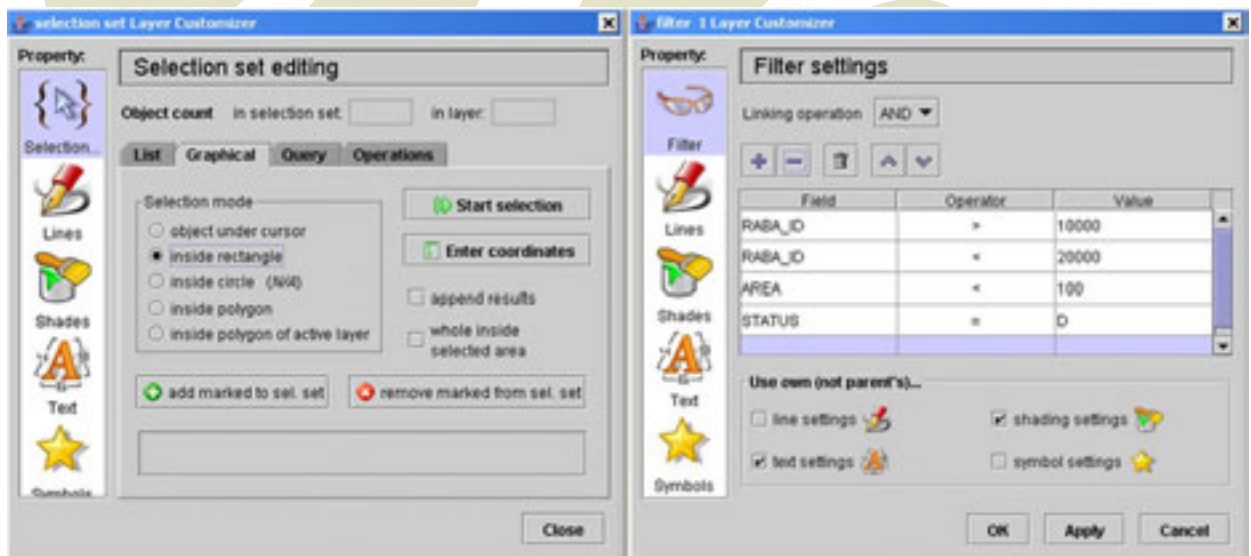 selection set Layer Customizer
Property:
Selection set editing
Object count in selection set: in layer:
Selection...
List Graphical Query Operations
Selection mode
object under cursor
inside rectangle
inside circle (N/A)
inside polygon
inside polygon of active layer
Start selection
Enter coordinates
append results
whole inside
selected area
Lines
Shades
add marked to sel. set
remove marked from sel. set
Text
Symbols
Close
filter 1 Layer Customizer
Property:
Filter settings
Linking operation AND
Filter
Field Operator Value
RABA_ID > 10000
RABA_ID < 20000
AREA < 100
STATUS = D
Lines
Shades
Use own (not parent's)...
line settings
shading settings
text settings
symbol settings
Text
Symbols
OK Apply Cancel